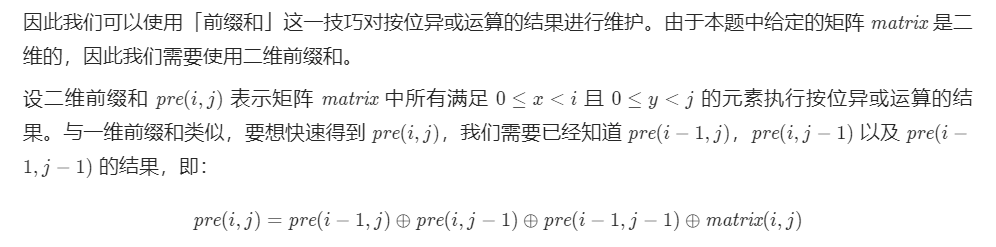 因此我们可以使用「前缀和」这一技巧对按位异或运算的结果进行维护。由于本题中给定的矩阵 matrix 是二
维的，因此我们需要使用二维前缀和。
设二维前缀和 pre(i, j) 表示矩阵 matrix 中所有满足 0 ≤ x < i 且 0 ≤ y < j 的元素执行按位异或运算的结
果。与一维前缀和类似，要想快速得到 pre(i, j)，我们需要已经知道 pre(i − 1, j)，pre(i, j − 1) 以及 pre(i −
1, j − 1) 的结果，即：
pre(i, j) = pre(i − 1, j) ⊕ pre(i, j − 1) ⊕ pre(i − 1, j − 1) ⊕ matrix(i, j)